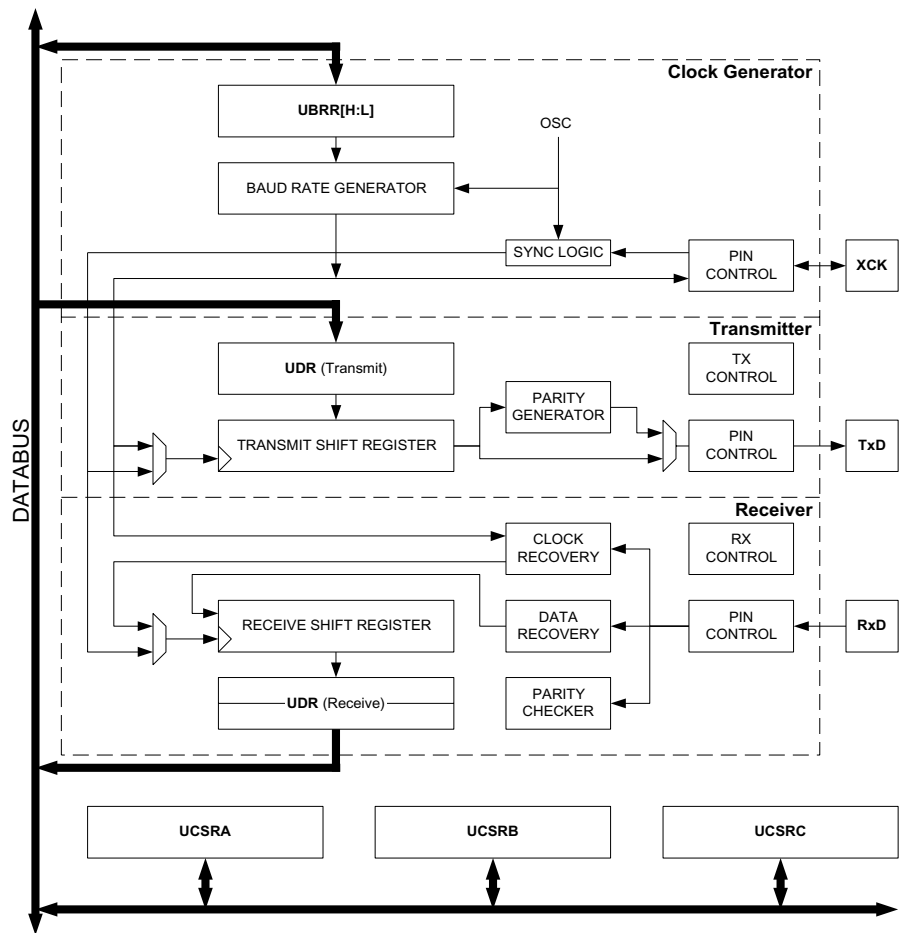 Clock Generator
UBRR[H:L]
OSC
BAUD RATE GENERATOR
SYNC LOGIC
PIN
CONTROL
XCK
Transmitter
UDR (Transmit)
TX
CONTROL
PARITY
GENERATOR
TRANSMIT SHIFT REGISTER
PIN
CONTROL
TxD
DATABUS
Receiver
CLOCK
RECOVERY
RX
CONTROL
RECEIVE SHIFT REGISTER
DATA
RECOVERY
PIN
CONTROL
RxD
UDR (Receive)
PARITY
CHECKER
UCSRA
UCSRB
UCSRC